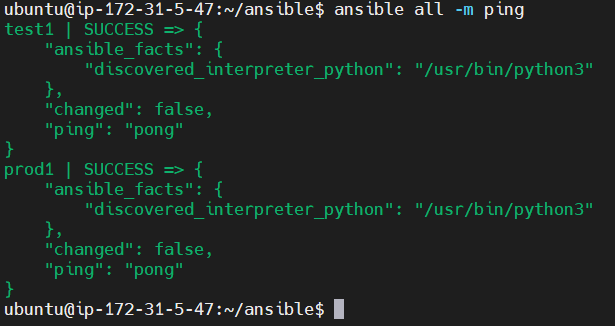 ubuntu@ip-172-31-5-47:~/ansible$ ansible all -m ping
test1 | SUCCESS => {
    "ansible_facts": {
        "discovered_interpreter_python": "/usr/bin/python3"
    },
    "changed": false,
    "ping": "pong"
}
prod1 | SUCCESS => {
    "ansible_facts": {
        "discovered_interpreter_python": "/usr/bin/python3"
    },
    "changed": false,
    "ping": "pong"
}
ubuntu@ip-172-31-5-47:~/ansible$